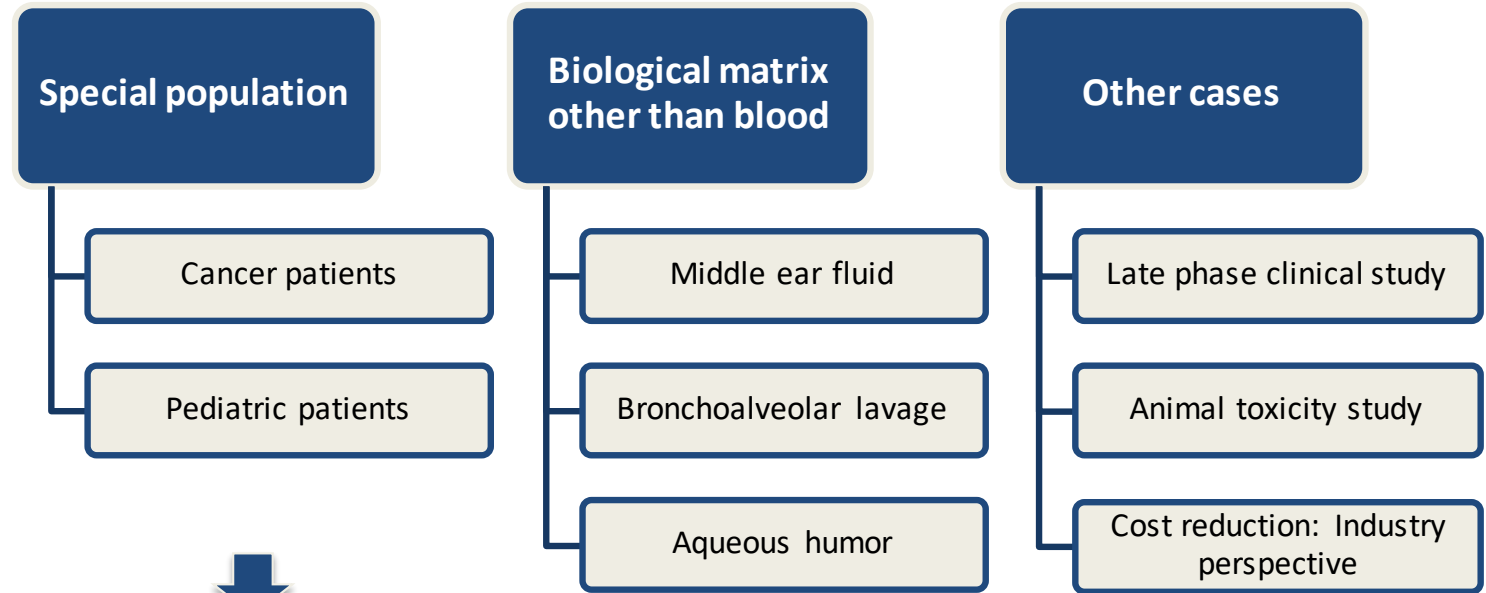 Special population
Cancer patients
Pediatric patients
Biological matrix
other than blood
Middle ear fluid
Bronchoalveolar lavage
Aqueous humor
Other cases
Late phase clinical study
Animal toxicity study
Cost reduction: Industry
perspective